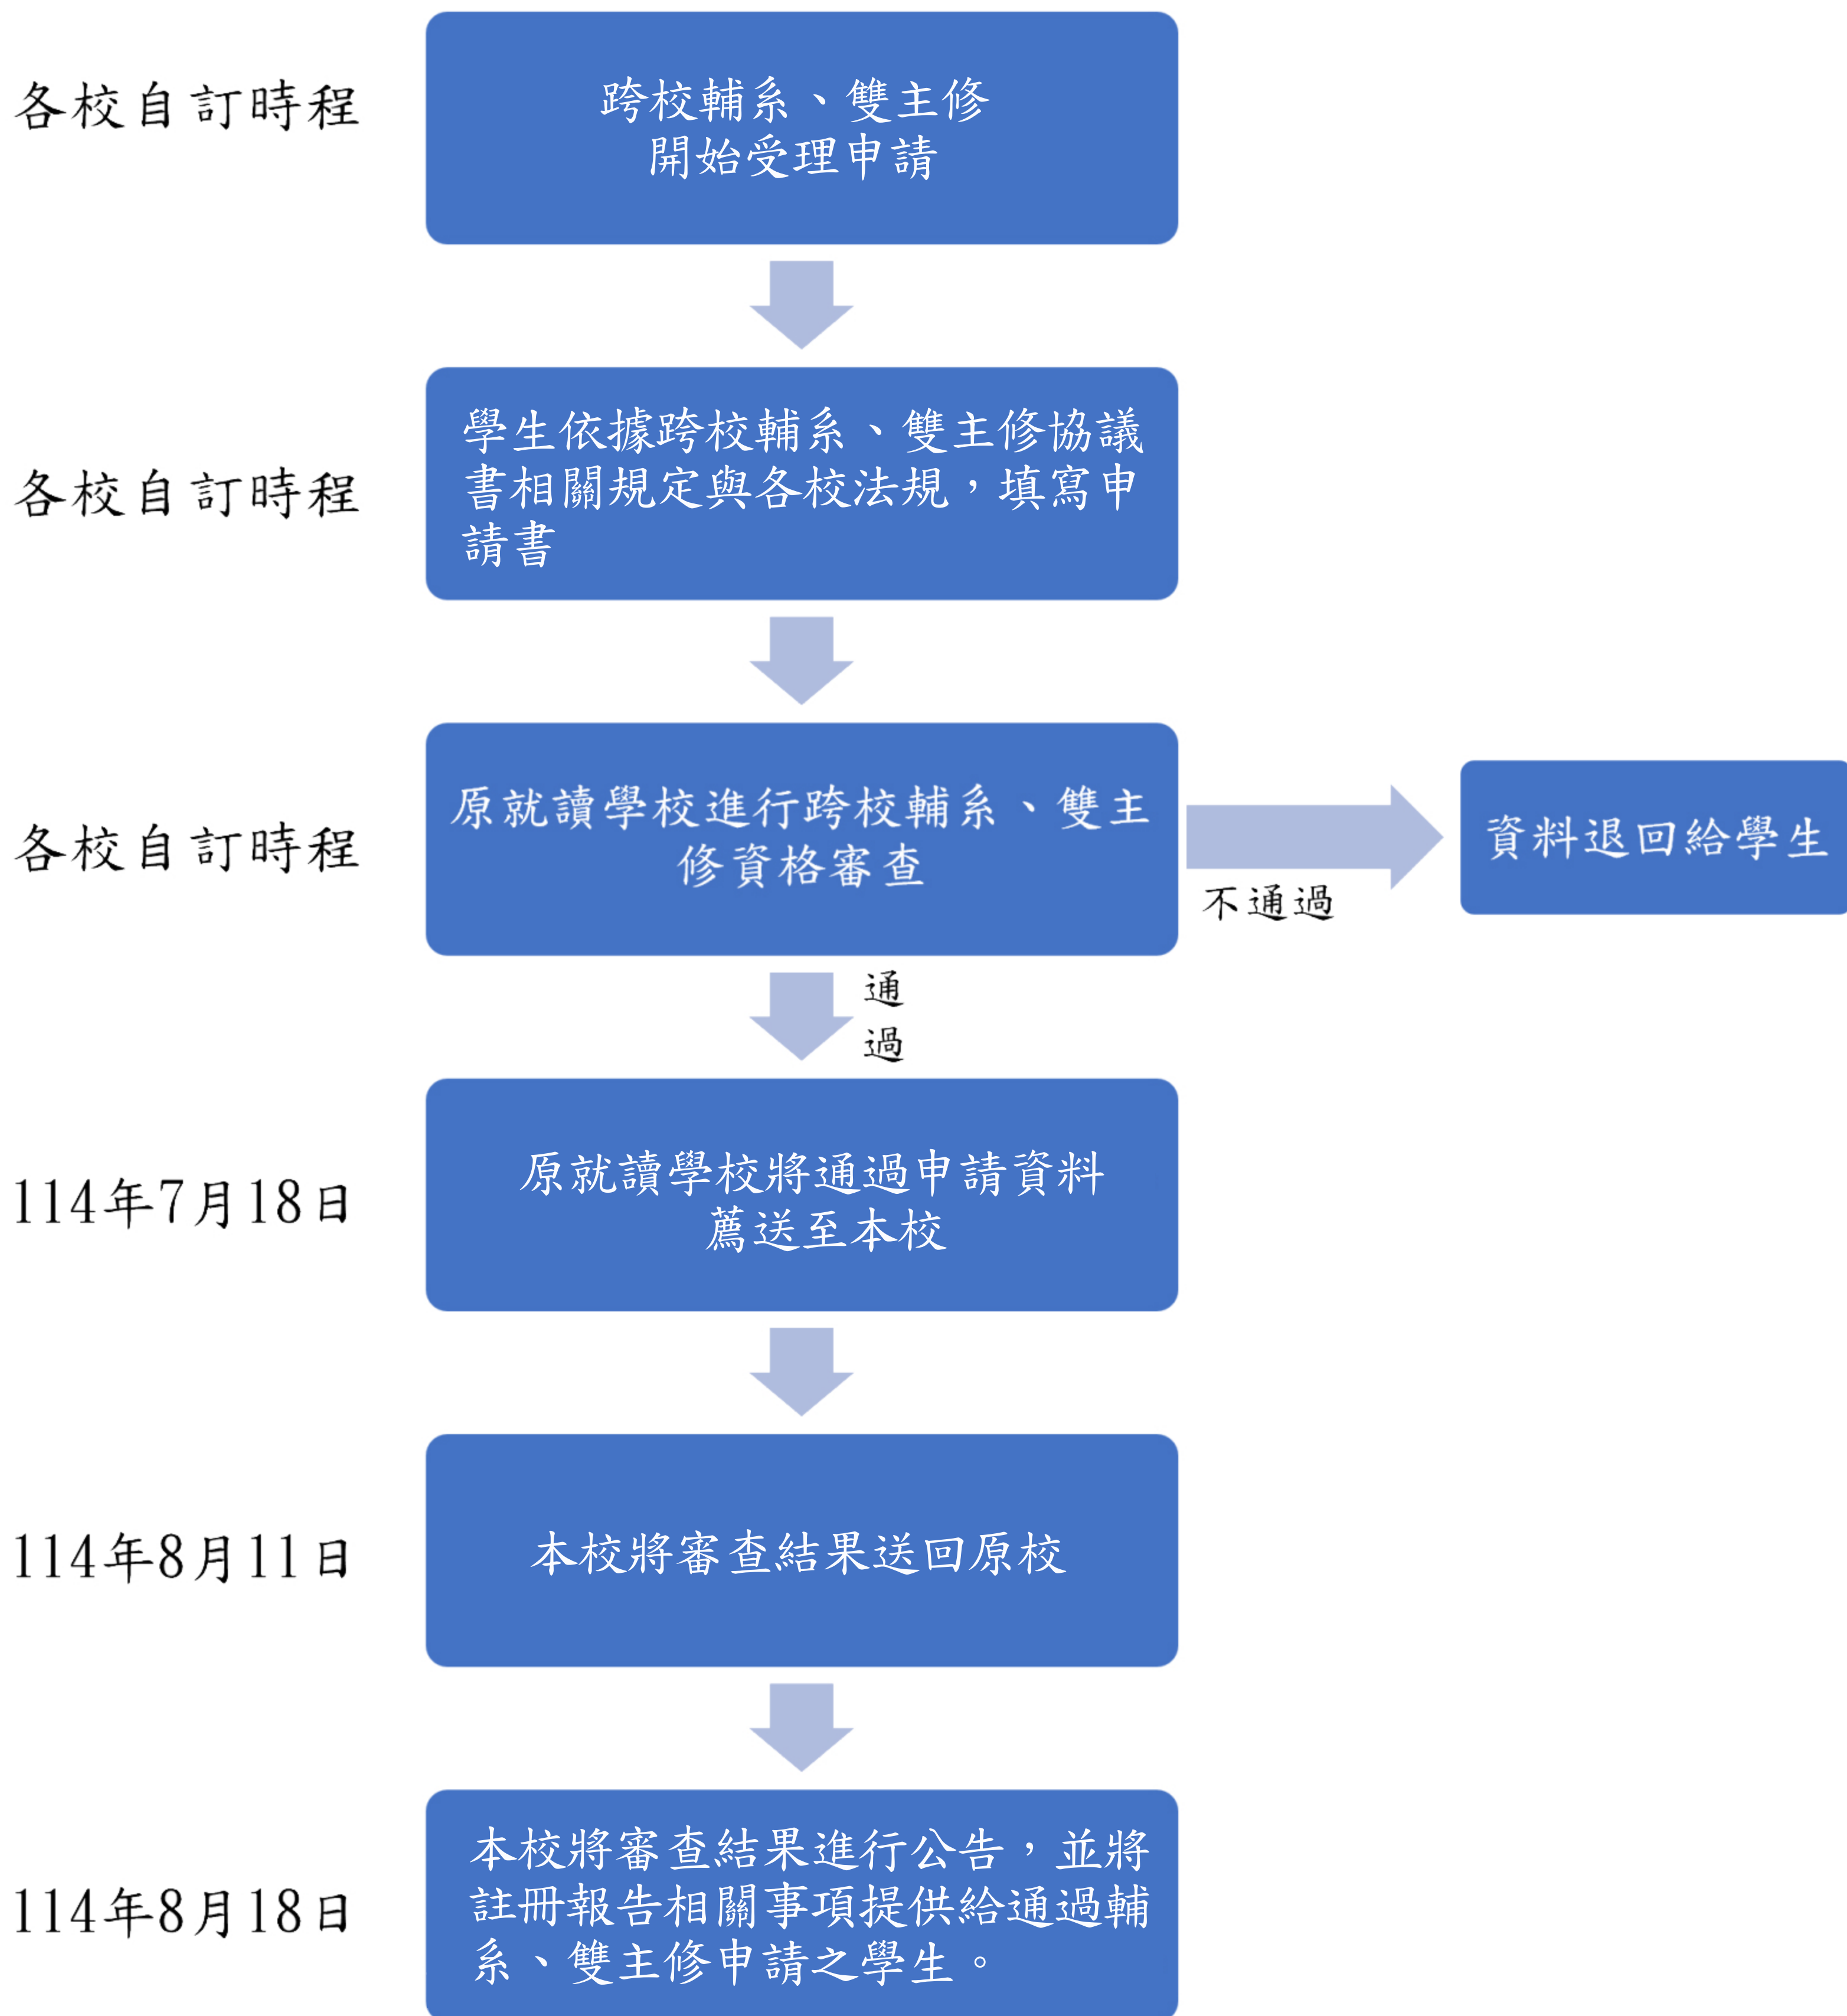 各校自訂時程
跨校輔系、雙主修
開始受理申請
各校自訂時程
學生依據跨校輔系、雙主修協議
書相關規定與各校法規，填寫申
請書
各校自訂時程
原就讀學校進行跨校輔系、雙主
修資格審查
不通過
資料退回給學生
通
過
114年7月18日
原就讀學校將通過申請資料
薦送至本校
114年8月11日
本校將審查結果送回原校
114年8月18日
本校將審查結果進行公告，並將
註冊報告相關事項提供給通過輔
系、雙主修申請之學生。